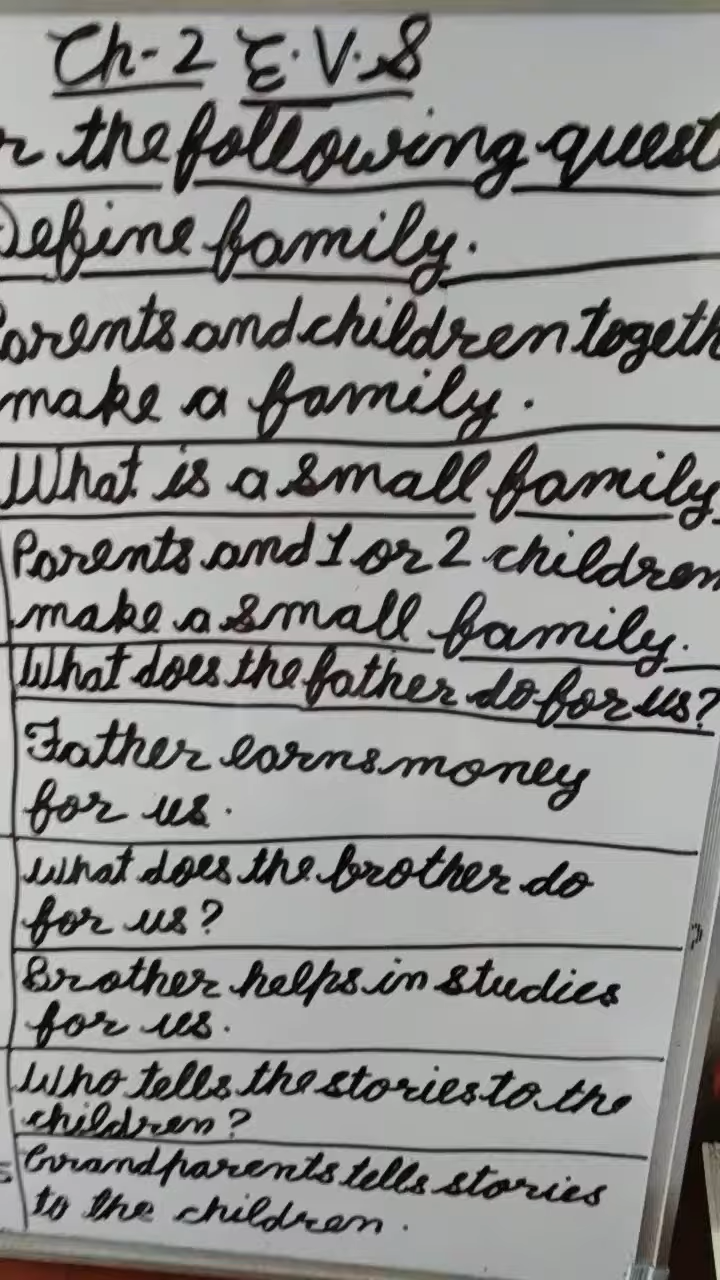 Ch-2 E.V.S
r the following quest
Define family.
Parents and children togeth
make a family.
What is a small family
Parents and 1 or 2 children
make a small family.
What does the father do for us?
Father earns money
for us.
What does the brother do
for us?
Brother helps in studies
for us.
Who tells the stories to the
children?
Grandparents tells stories
to the children.